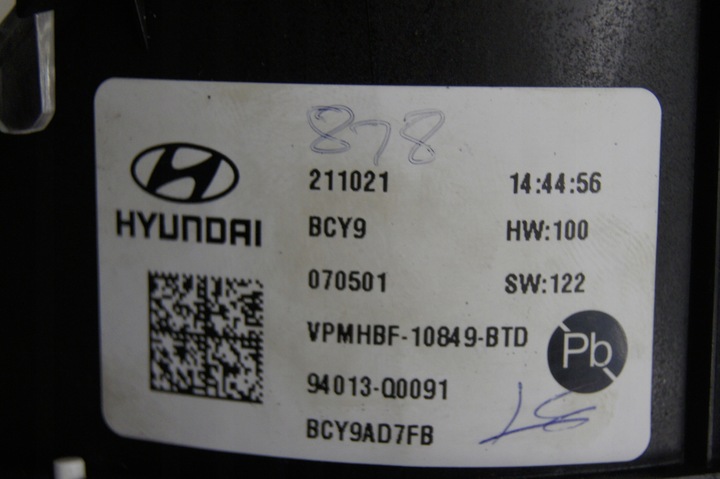 878
211021 14:44:56
HYUNDAI
BCY9 HW:100
070501 SW:122
VPMHBF-10849-BTD
Pb
94013-Q0091
BCY9AD7FB